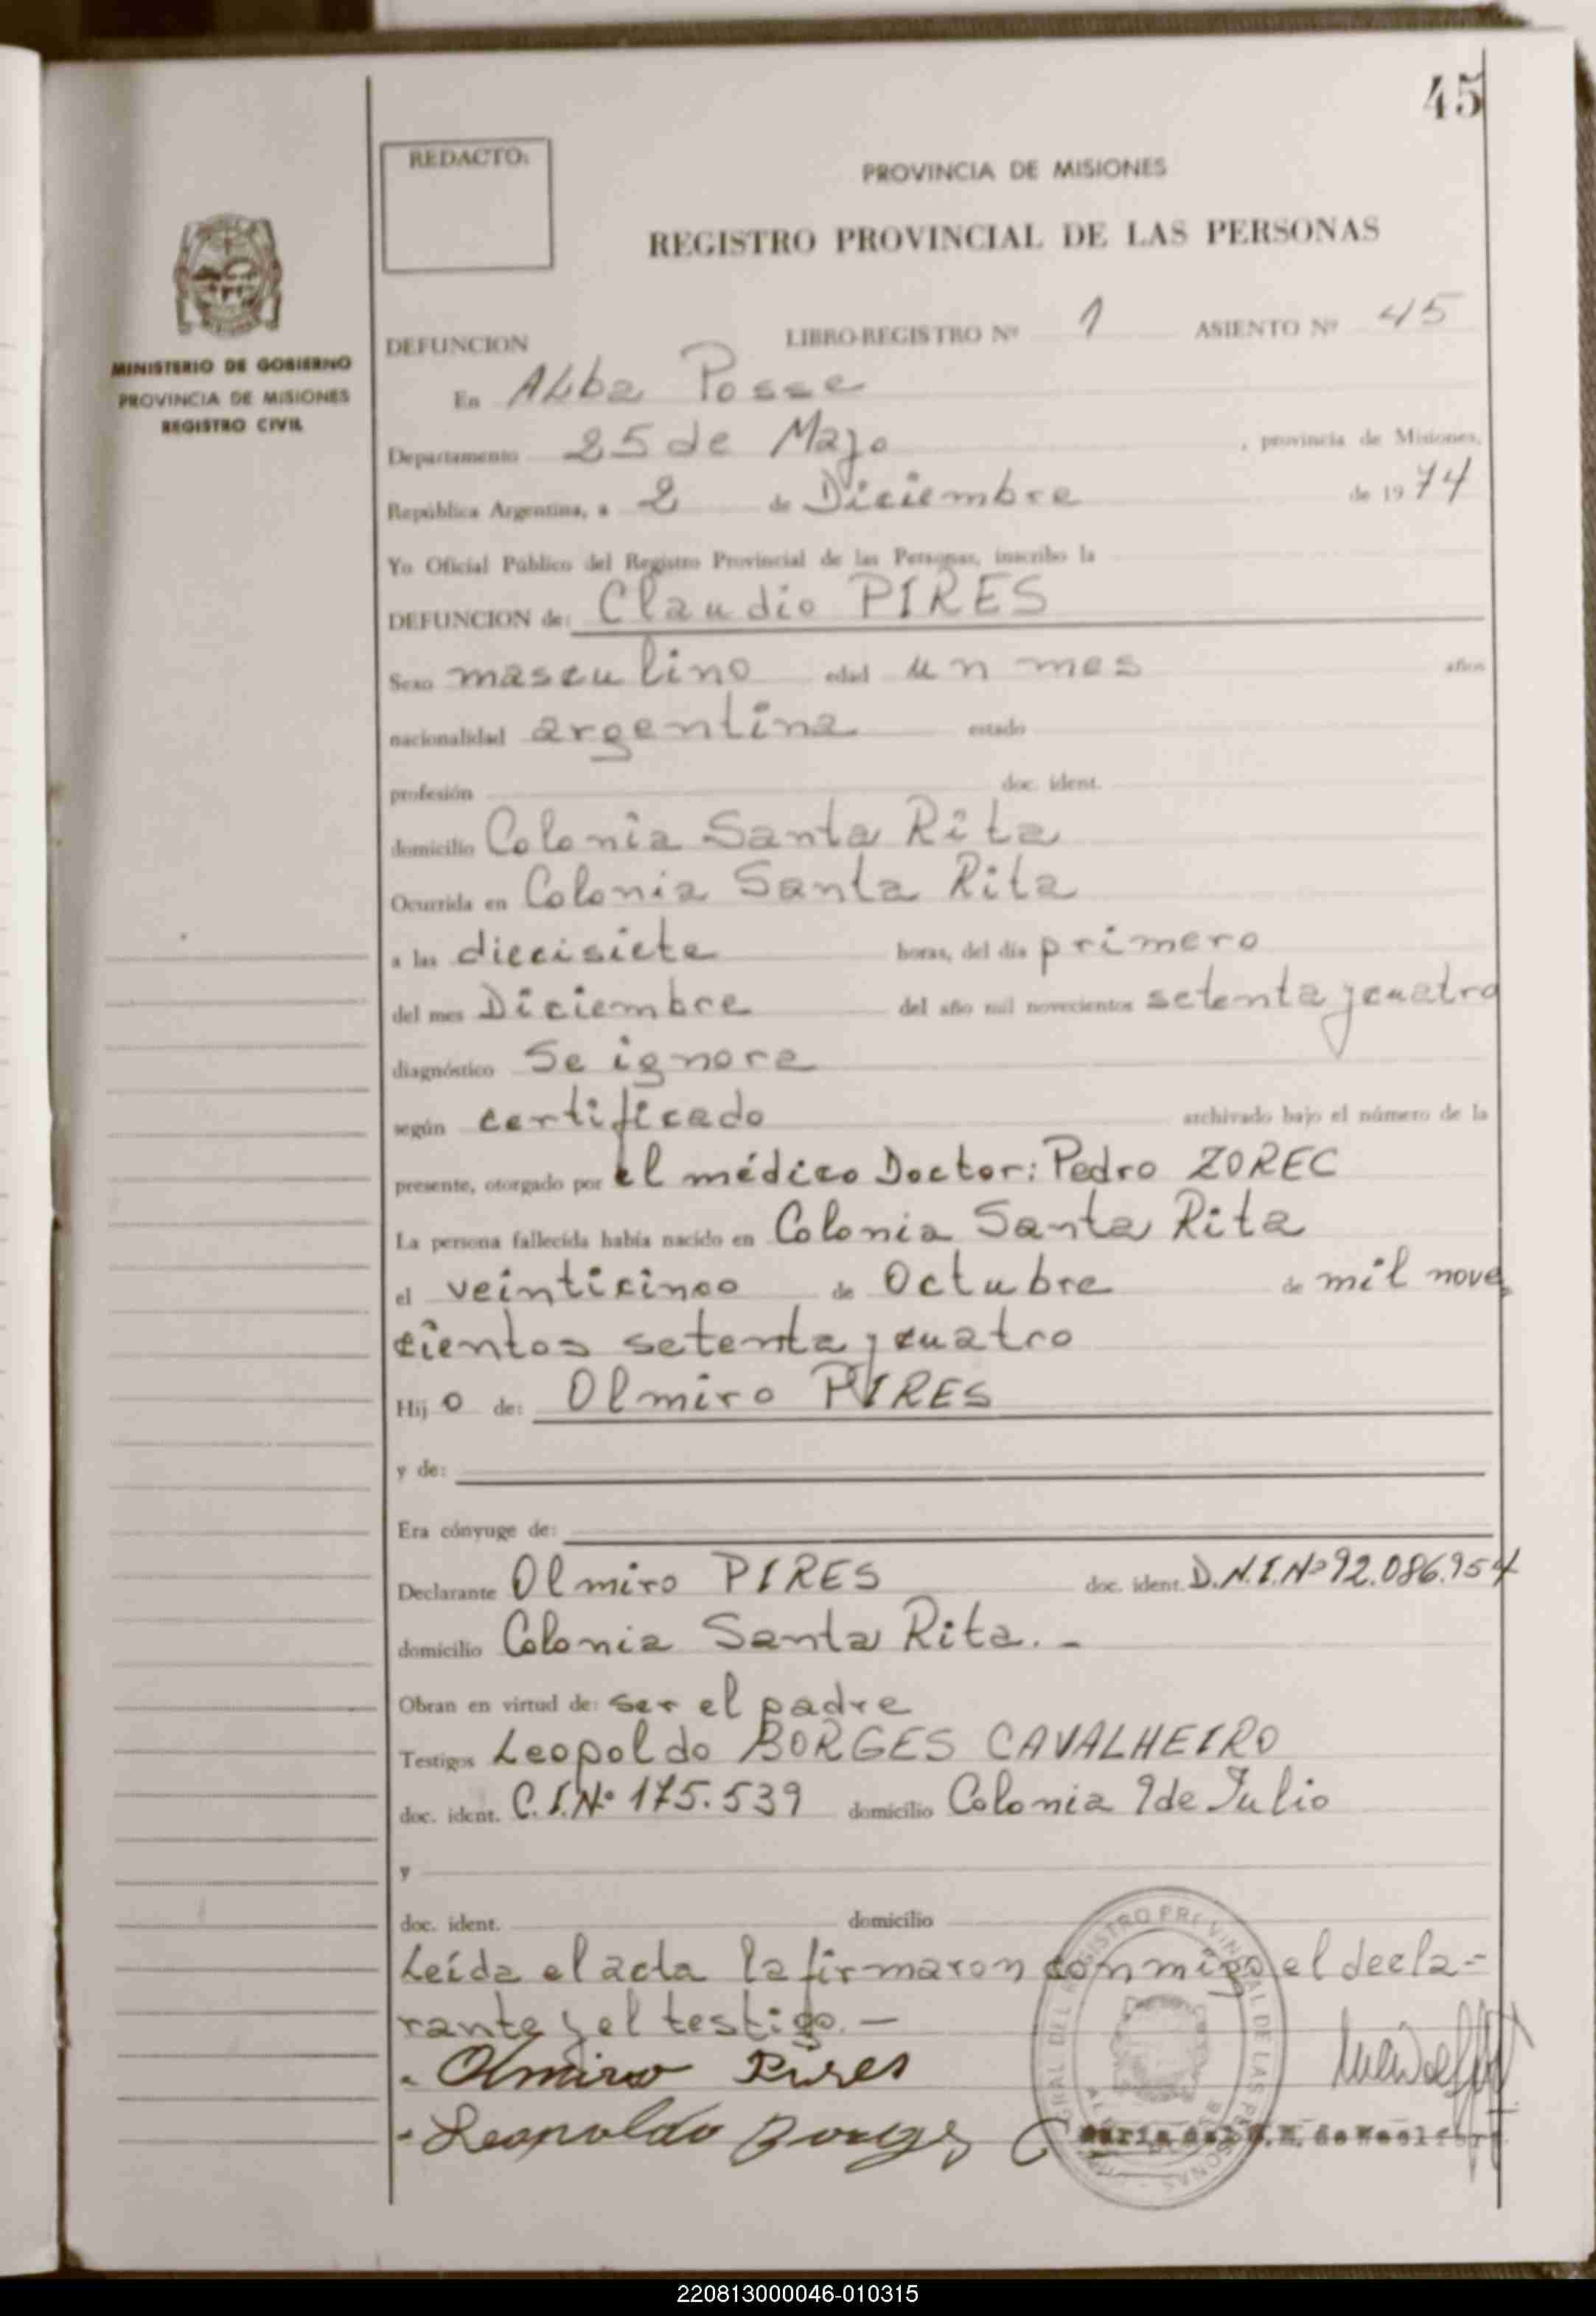 45
REDACTO:
PROVINCIA DE MISIONES
REGISTRO PROVINCIAL DE LAS PERSONAS
MINISTERIO DE GOBIERNO
PROVINCIA DE MISIONES
REGISTRO CIVIL
DEFUNCION LIBRO-REGISTRO Nº 1 ASIENTO Nº 45
En Alba Posse
Departamento 25 de Mayo, provincia de Misiones,
República Argentina, a 2 de Diciembre de 1974
Yo Oficial Público del Registro Provincial de las Personas, inscribo la
DEFUNCION de: Claudio PIRES
Sexo masculino edad un mes años
nacionalidad argentina estado
profesión doc. ident.
domicilio Colonia Santa Rita
Ocurrida en Colonia Santa Rita
a las diecisiete horas, del día primero
del mes Diciembre del año mil novecientos setenta y cuatro
diagnóstico Se ignora
según certificado archivado bajo el número de la
presente, otorgado por el médico Doctor: Pedro ZOREC
La persona fallecida había nacido en Colonia Santa Rita
el veinticinco de Octubre de mil nove
cientos setenta y cuatro
Hijo de: Olmiro PIRES
y de:
Era cónyuge de:
Declarante Olmiro PIRES doc. ident. D.N.I.Nº 92.086.954
domicilio Colonia Santa Rita. -
Obran en virtud de: ser el padre
Testigos Leopoldo BORGES CAVALHEIRO
doc. ident. C.I.Nº 175.539 domicilio Colonia 9 de Julio
y
doc. ident. domicilio
Leída el acta la firmaron conmigo el decla-
rante y el testigo. -
Olmiro Pires
Leopoldo Borges C
220813000046-010315